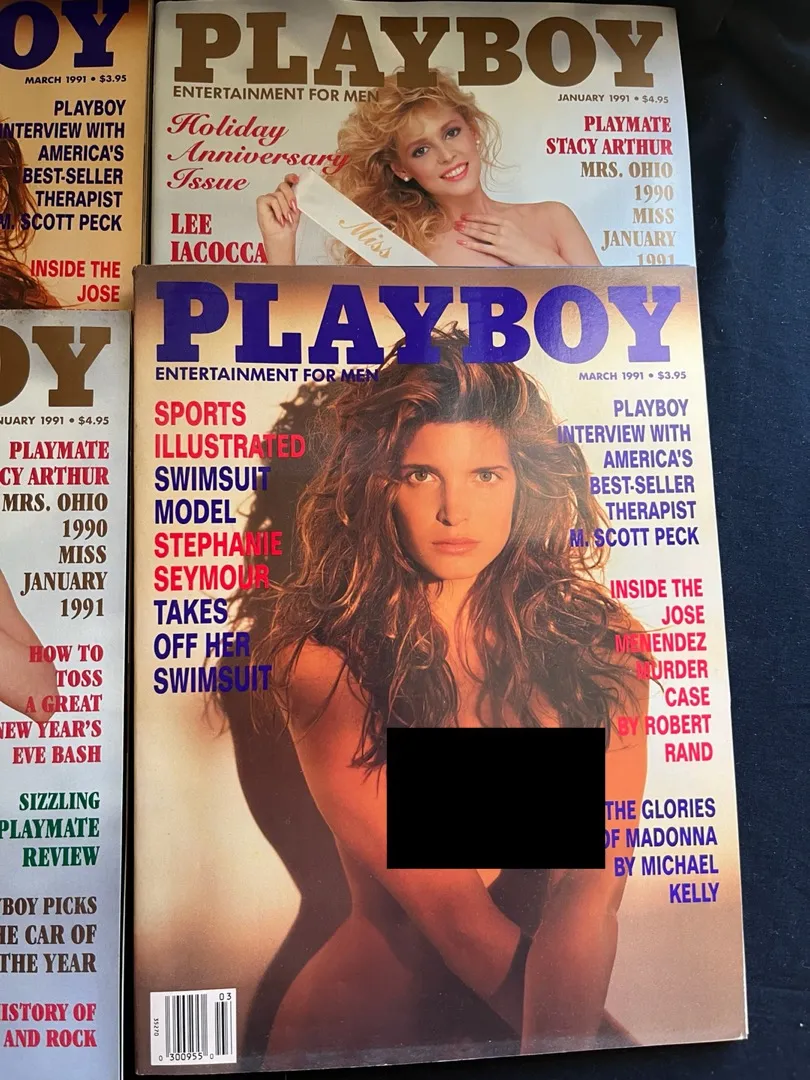 OY
MARCH 1991 • $3.95
PLAYBOY
INTERVIEW WITH
AMERICA'S
BEST-SELLER
THERAPIST
M. SCOTT PECK
INSIDE THE
JOSE
PLAYBOY
ENTERTAINMENT FOR MEN
JANUARY 1991 • $4.95
Holiday
Anniversary
Issue
LEE
IACOCCA
Miss
PLAYMATE
STACY ARTHUR
MRS. OHIO
1990
MISS
JANUARY
1991
OY
NUARY 1991 • $4.95
PLAYMATE
CY ARTHUR
MRS. OHIO
1990
MISS
JANUARY
1991
HOW TO
TOSS
A GREAT
NEW YEAR'S
EVE BASH
SIZZLING
PLAYMATE
REVIEW
YBOY PICKS
HE CAR OF
THE YEAR
ISTORY OF
AND ROCK
PLAYBOY
ENTERTAINMENT FOR MEN
MARCH 1991 • $3.95
SPORTS
ILLUSTRATED
SWIMSUIT
MODEL
STEPHANIE
SEYMOUR
TAKES
OFF HER
SWIMSUIT
PLAYBOY
INTERVIEW WITH
AMERICA'S
BEST-SELLER
THERAPIST
M. SCOTT PECK
INSIDE THE
JOSE
MENENDEZ
MURDER
CASE
BY ROBERT
RAND
THE GLORIES
OF MADONNA
BY MICHAEL
KELLY
03
35270
0 300955 0